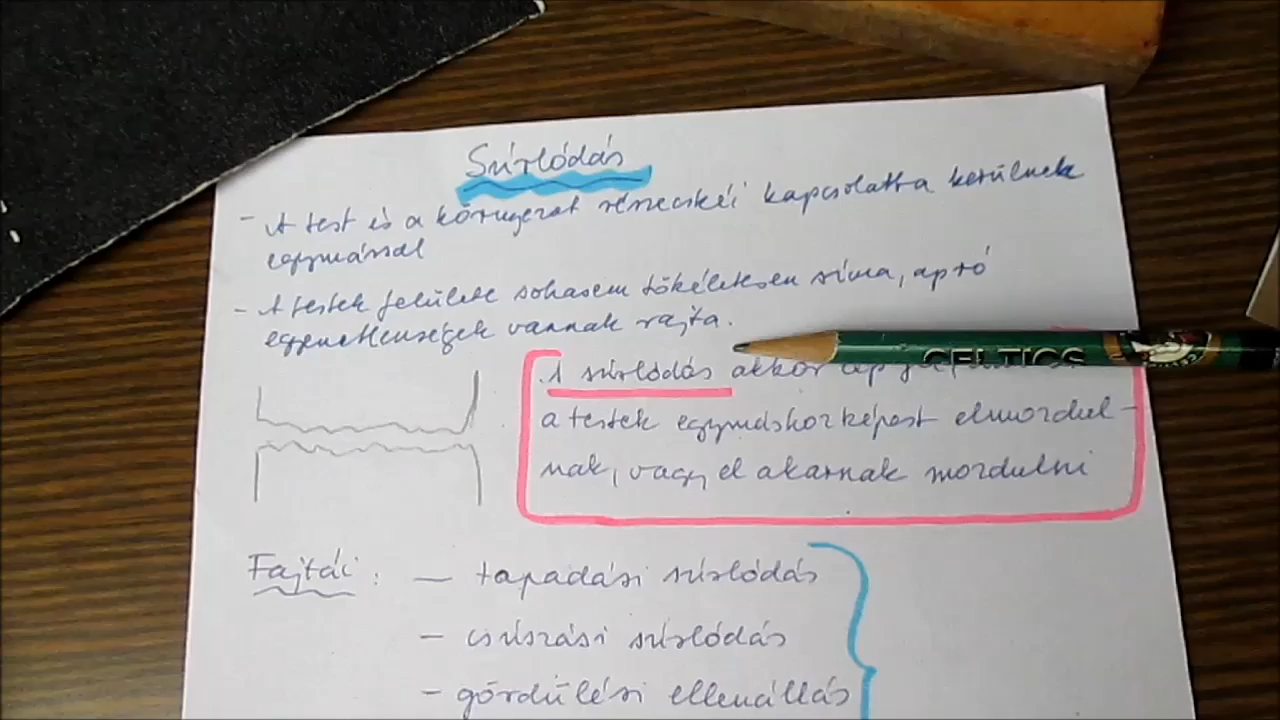 Súrlódás
- A test és a környezet részecskéi kapcsolatba kerülnek
egymással
- A testek felülete sohasem tökéletesen sima, apró
egyenetlenségek vannak rajta.
CELTICS
A súrlódás akkor lép
a testek egymáshoz képest elmozdul-
nak, vagy el akarnak mozdulni
Fajtái: — tapadási súrlódás
- csúszási súrlódás
- gördülési ellenállás